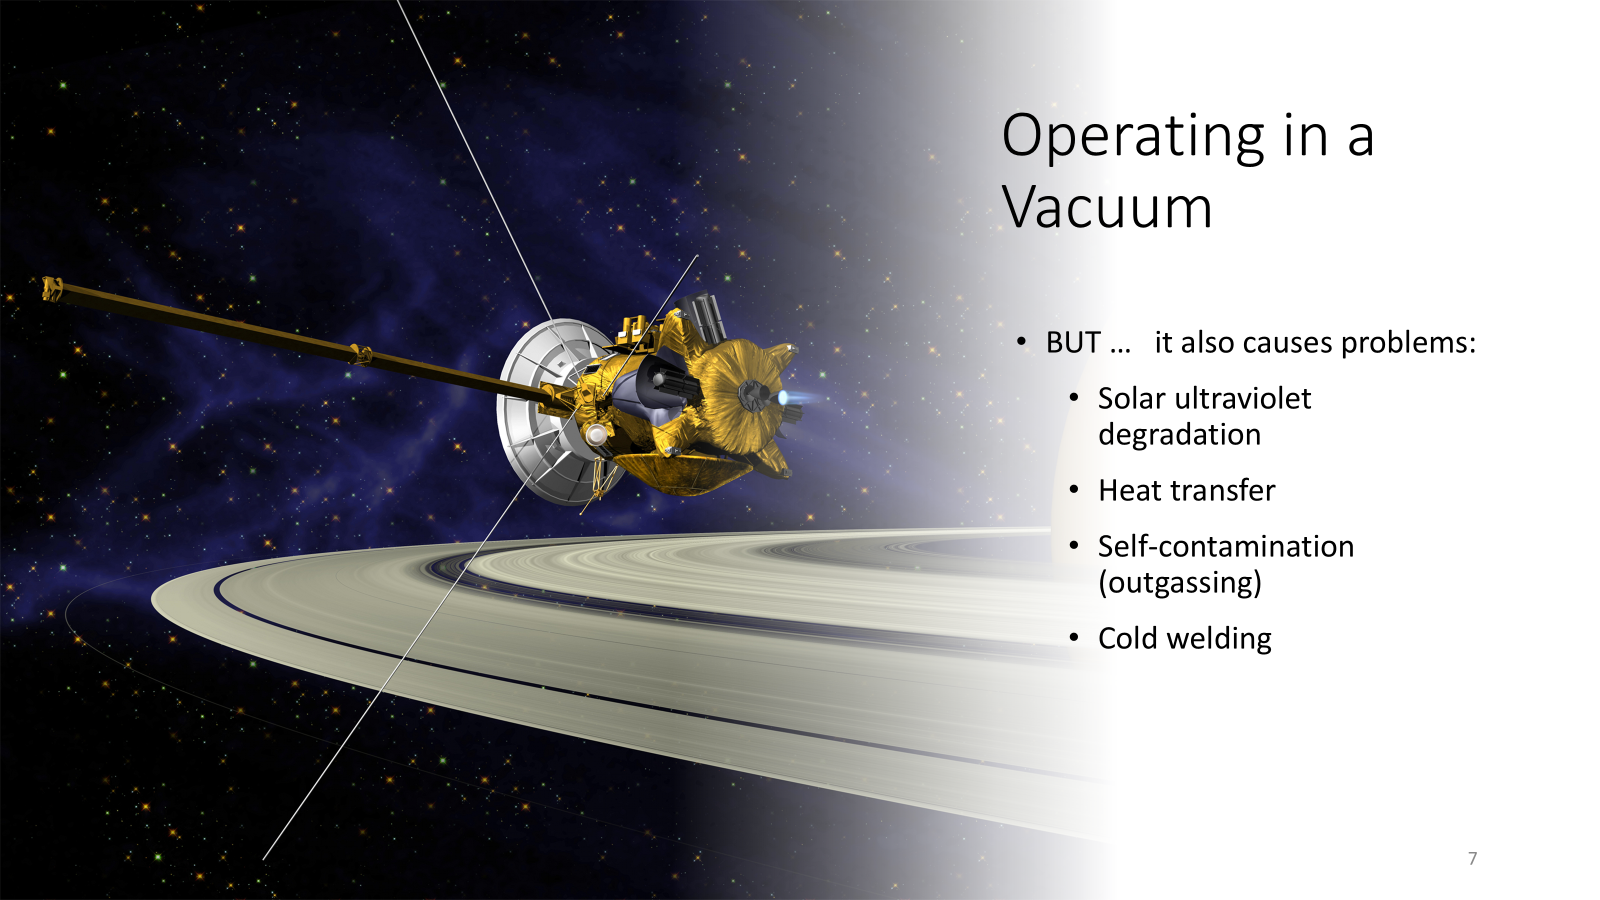 Operating in a
Vacuum
• BUT … it also causes problems:
• Solar ultraviolet
degradation
• Heat transfer
• Self-contamination
(outgassing)
• Cold welding
7